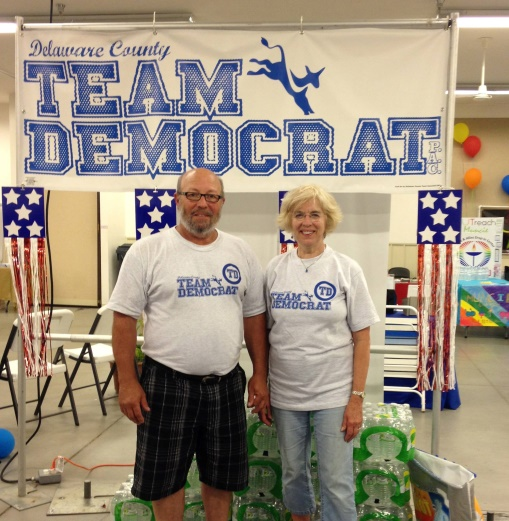 Delaware County
TEAM
DEMOCRAT
P.A.C.
TEAM
DEMOCRAT
TD
TEAM
DEMOCRAT
TD